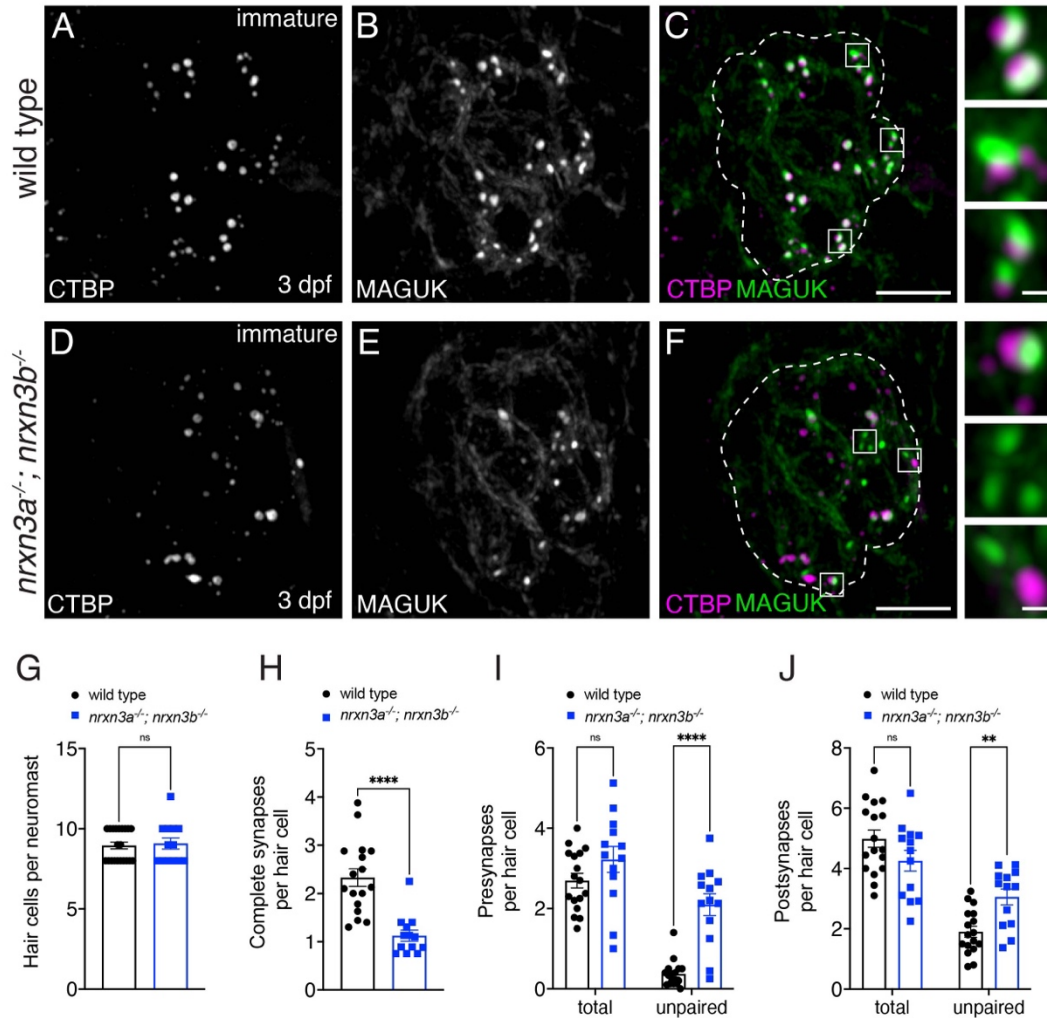 wild type
A
immature
CTBP
3 dpf
B
MAGUK
C
CTBP MAGUK
nrxn3a-/-; nrxn3b-/-
D
immature
CTBP
3 dpf
E
MAGUK
F
CTBP MAGUK
G
wild type
nrxn3a-/-; nrxn3b-/-
ns
15
10
5
0
Hair cells per neuromast
H
wild type
nrxn3a-/-; nrxn3b-/-
****
5
4
3
2
1
0
Complete synapses
per hair cell
I
wild type
nrxn3a-/-; nrxn3b-/-
ns
****
6
4
2
0
Presynapses
per hair cell
total
unpaired
J
wild type
nrxn3a-/-; nrxn3b-/-
ns
**
8
6
4
2
0
Postsynapses
per hair cell
total
unpaired